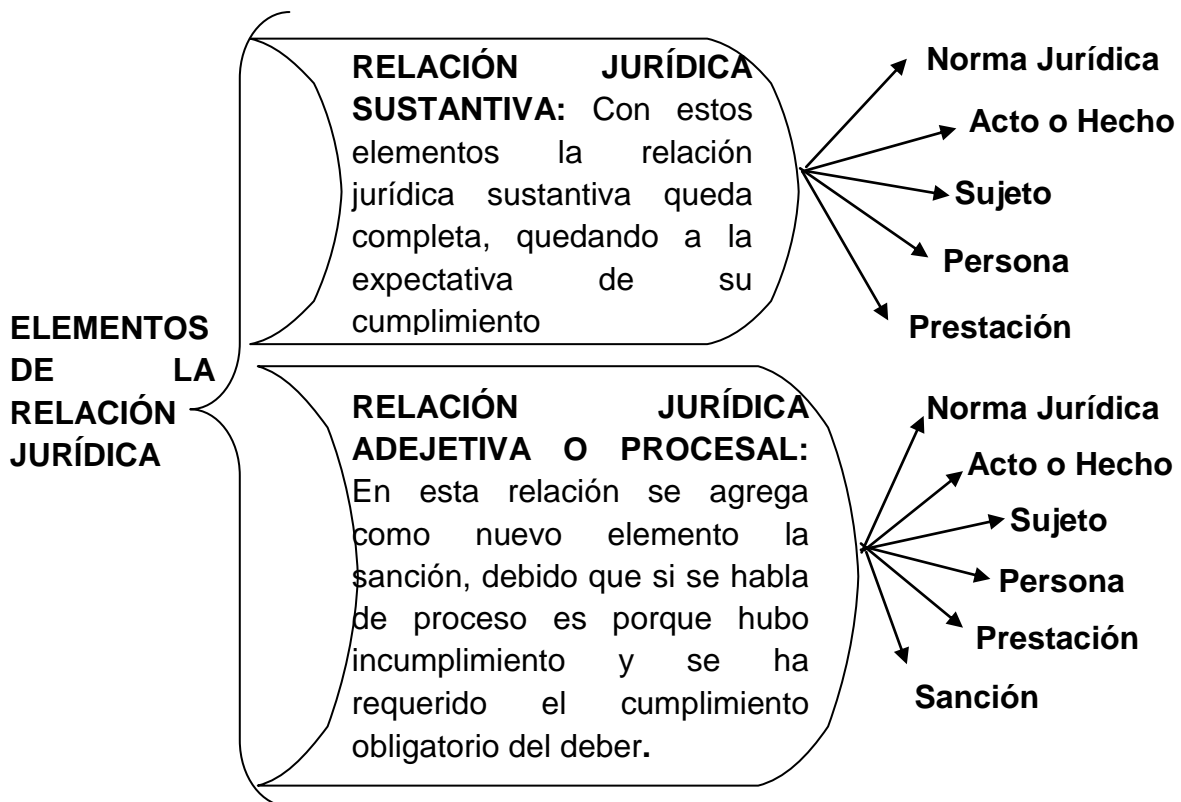 ELEMENTOS
DE LA
RELACIÓN
JURÍDICA
RELACIÓN JURÍDICA
SUSTANTIVA: Con estos
elementos la relación
jurídica sustantiva queda
completa, quedando a la
expectativa de su
cumplimiento
Norma Jurídica
Acto o Hecho
Sujeto
Persona
Prestación
RELACIÓN JURÍDICA
ADEJETIVA O PROCESAL:
En esta relación se agrega
como nuevo elemento la
sanción, debido que si se habla
de proceso es porque hubo
incumplimiento y se ha
requerido el cumplimiento
obligatorio del deber.
Norma Jurídica
Acto o Hecho
Sujeto
Persona
Prestación
Sanción